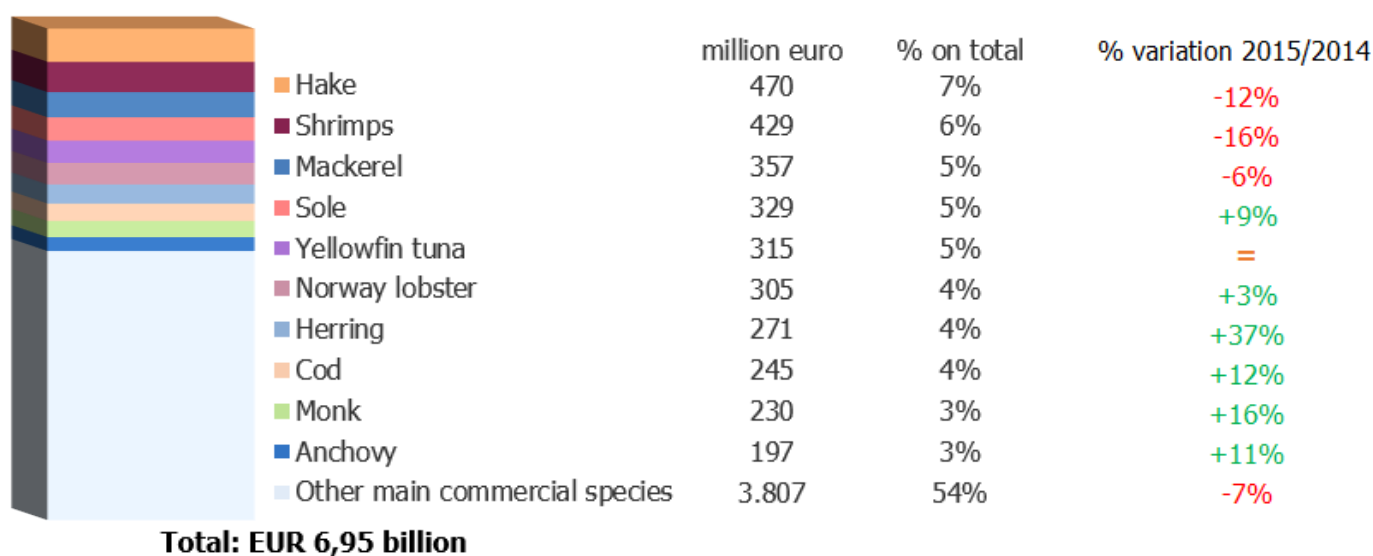 million euro % on total % variation 2015/2014
Hake 470 7% -12%
Shrimps 429 6% -16%
Mackerel 357 5% -6%
Sole 329 5% +9%
Yellowfin tuna 315 5% =
Norway lobster 305 4% +3%
Herring 271 4% +37%
Cod 245 4% +12%
Monk 230 3% +16%
Anchovy 197 3% +11%
Other main commercial species 3.807 54% -7%
Total: EUR 6,95 billion